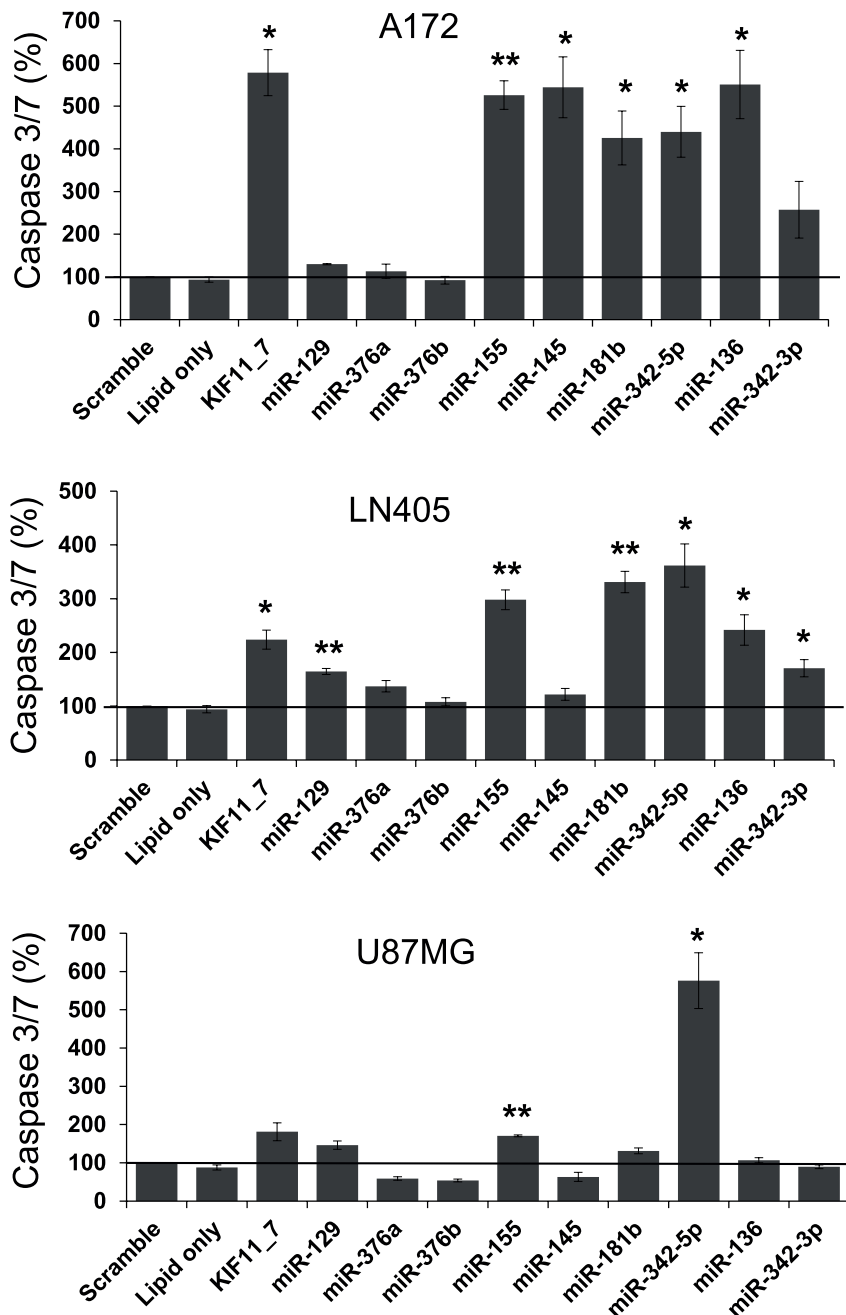 A172
Caspase 3/7 (%)
700
600
500
400
300
200
100
0
*
**
*
*
*
*
Scramble
Lipid only
KIF11_7
miR-129
miR-376a
miR-376b
miR-155
miR-145
miR-181b
miR-342-5p
miR-136
miR-342-3p
LN405
Caspase 3/7 (%)
500
400
300
200
100
0
*
**
**
**
*
*
*
Scramble
Lipid only
KIF11_7
miR-129
miR-376a
miR-376b
miR-155
miR-145
miR-181b
miR-342-5p
miR-136
miR-342-3p
U87MG
Caspase 3/7 (%)
700
600
500
400
300
200
100
0
**
*
Scramble
Lipid only
KIF11_7
miR-129
miR-376a
miR-376b
miR-155
miR-145
miR-181b
miR-342-5p
miR-136
miR-342-3p